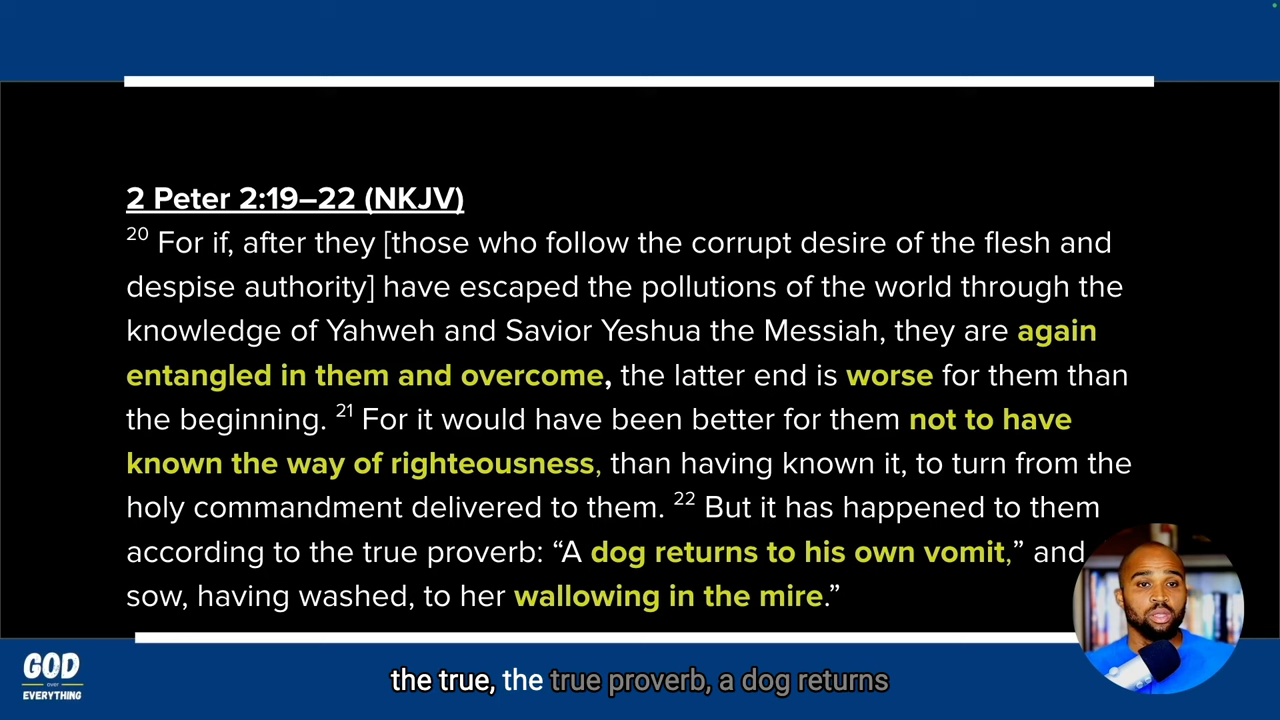 2 Peter 2:19–22 (NKJV)
20 For if, after they [those who follow the corrupt desire of the flesh and
despise authority] have escaped the pollutions of the world through the
knowledge of Yahweh and Savior Yeshua the Messiah, they are again
entangled in them and overcome, the latter end is worse for them than
the beginning. 21 For it would have been better for them not to have
known the way of righteousness, than having known it, to turn from the
holy commandment delivered to them. 22 But it has happened to them
according to the true proverb: “A dog returns to his own vomit,” and
sow, having washed, to her wallowing in the mire.”
GOD
over
EVERYTHING
the true, the true proverb, a dog returns